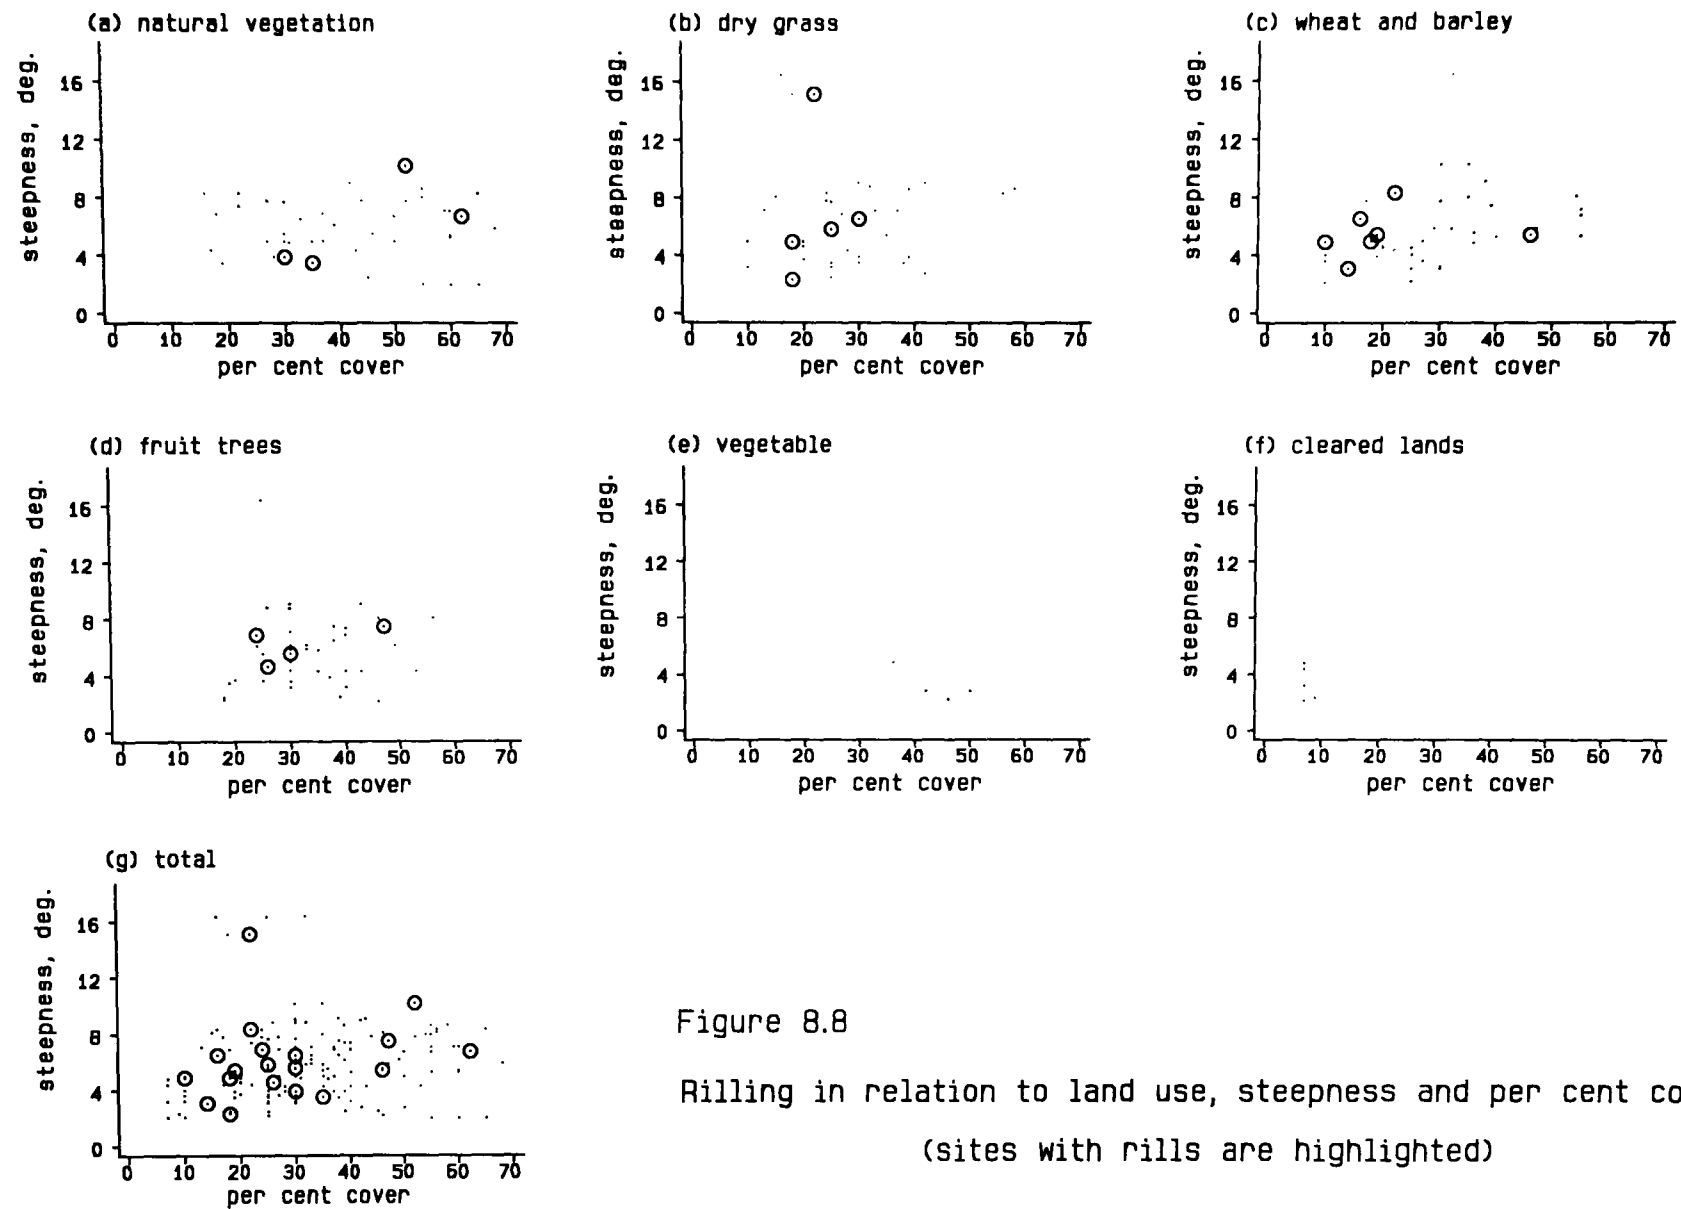 (a) natural vegetation
steepness, deg.
16
12
8
4
0
0 10 20 30 40 50 60 70
per cent cover
(b) dry grass
steepness, deg.
16
12
8
4
0
0 10 20 30 40 50 60 70
per cent cover
(c) wheat and barley
steepness, deg.
16
12
8
4
0
0 10 20 30 40 50 60 70
per cent cover
(d) fruit trees
steepness, deg.
16
12
8
4
0
0 10 20 30 40 50 60 70
per cent cover
(e) vegetable
steepness, deg.
16
12
8
4
0
0 10 20 30 40 50 60 70
per cent cover
(f) cleared lands
steepness, deg.
16
12
8
4
0
0 10 20 30 40 50 60 70
per cent cover
(g) total
steepness, deg.
16
12
8
4
0
0 10 20 30 40 50 60 70
per cent cover
Figure 8.8
Rilling in relation to land use, steepness and per cent co
(sites with rills are highlighted)